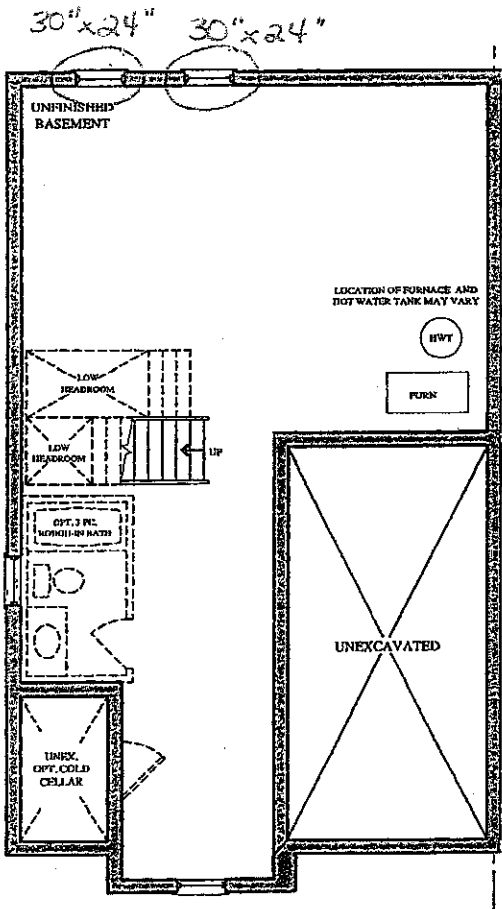 30"x24" 30"x24"
UNFINISHED
BASEMENT
LOCATION OF FURNACE AND
HOT WATER TANK MAY VARY
HWT
FURN
LOW
HEADROOM
LOW
HEADROOM
UP
OPT. 3 PC.
ROUGH-IN BATH
UNEXCAVATED
UNEX.
OPT. COLD
CELLAR